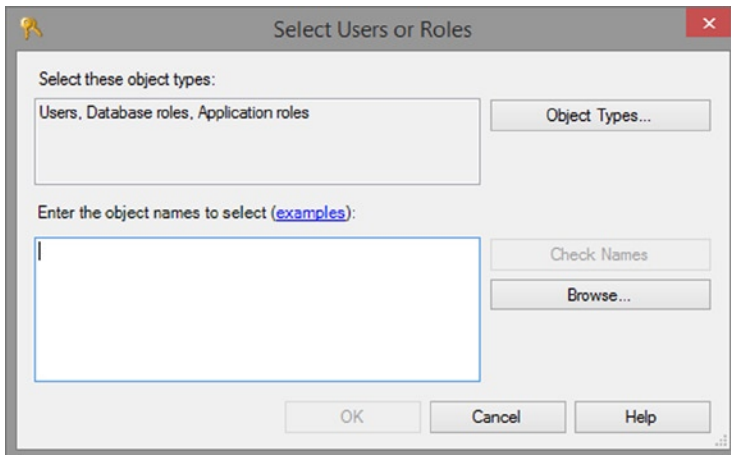 Select Users or Roles
Select these object types:
Users, Database roles, Application roles
Object Types...
Enter the object names to select (examples):
Check Names
Browse...
OK
Cancel
Help